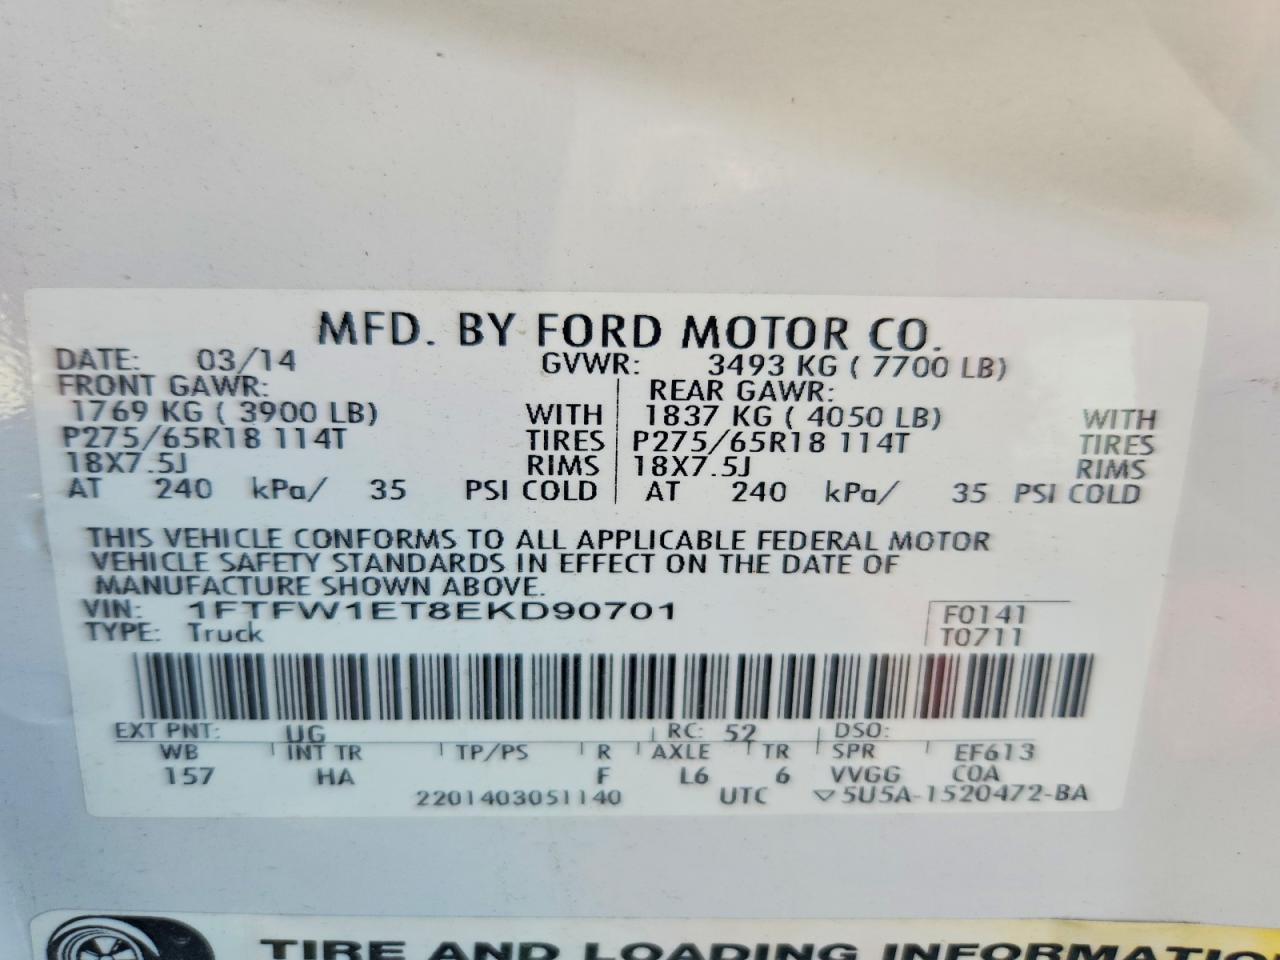 MFD. BY FORD MOTOR CO.
DATE: 03/14 GVWR: 3493 KG ( 7700 LB)
FRONT GAWR: REAR GAWR:
1769 KG ( 3900 LB) WITH 1837 KG ( 4050 LB) WITH
P275/65R18 114T TIRES P275/65R18 114T TIRES
18X7.5J RIMS 18X7.5J RIMS
AT 240 kPa/ 35 PSI COLD AT 240 kPa/ 35 PSI COLD
THIS VEHICLE CONFORMS TO ALL APPLICABLE FEDERAL MOTOR
VEHICLE SAFETY STANDARDS IN EFFECT ON THE DATE OF
MANUFACTURE SHOWN ABOVE.
VIN: 1FTFW1ET8EKD90701 F0141
TYPE: Truck T0711
EXT PNT: UG RC: 52 DSO:
WB INT TR TP/PS R AXLE TR SPR EF613
157 HA F L6 6 VVGG C0A
2201403051140 UTC ▽5U5A-1520472-BA
TIRE AND LOADING INFORMATION